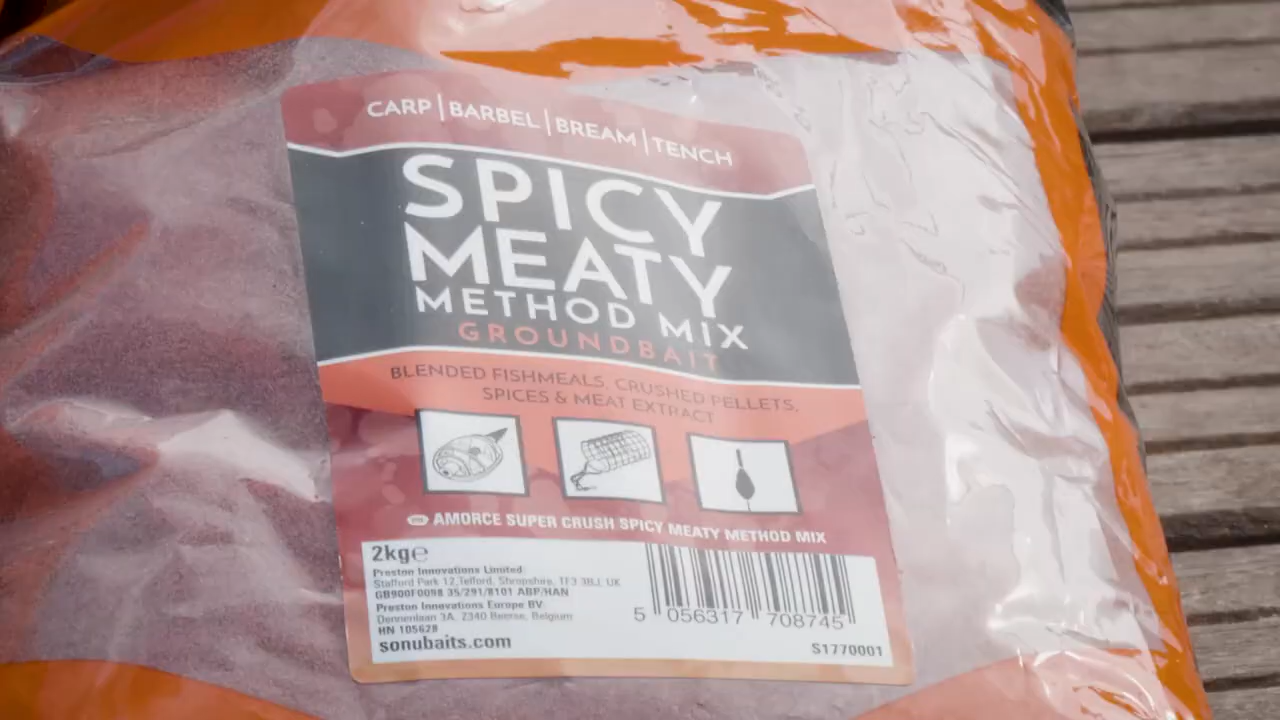 CARP | BARBEL | BREAM | TENCH
SPICY
MEATY
METHOD MIX
GROUNDBAIT
BLENDED FISHMEALS, CRUSHED PELLETS,
SPICES & MEAT EXTRACT
AMORCE SUPER CRUSH SPICY MEATY METHOD MIX
2kg℮
Preston Innovations Limited
Stafford Park 12, Telford, Shropshire, TF3 3BJ, UK
GB900F0098 35/291/8101 ABP/HAN
Preston Innovations Europe BV
Dennenlaan 3A, 2340 Beerse, Belgium
HN 105628
sonubaits.com
5 056317 708745
S1770001